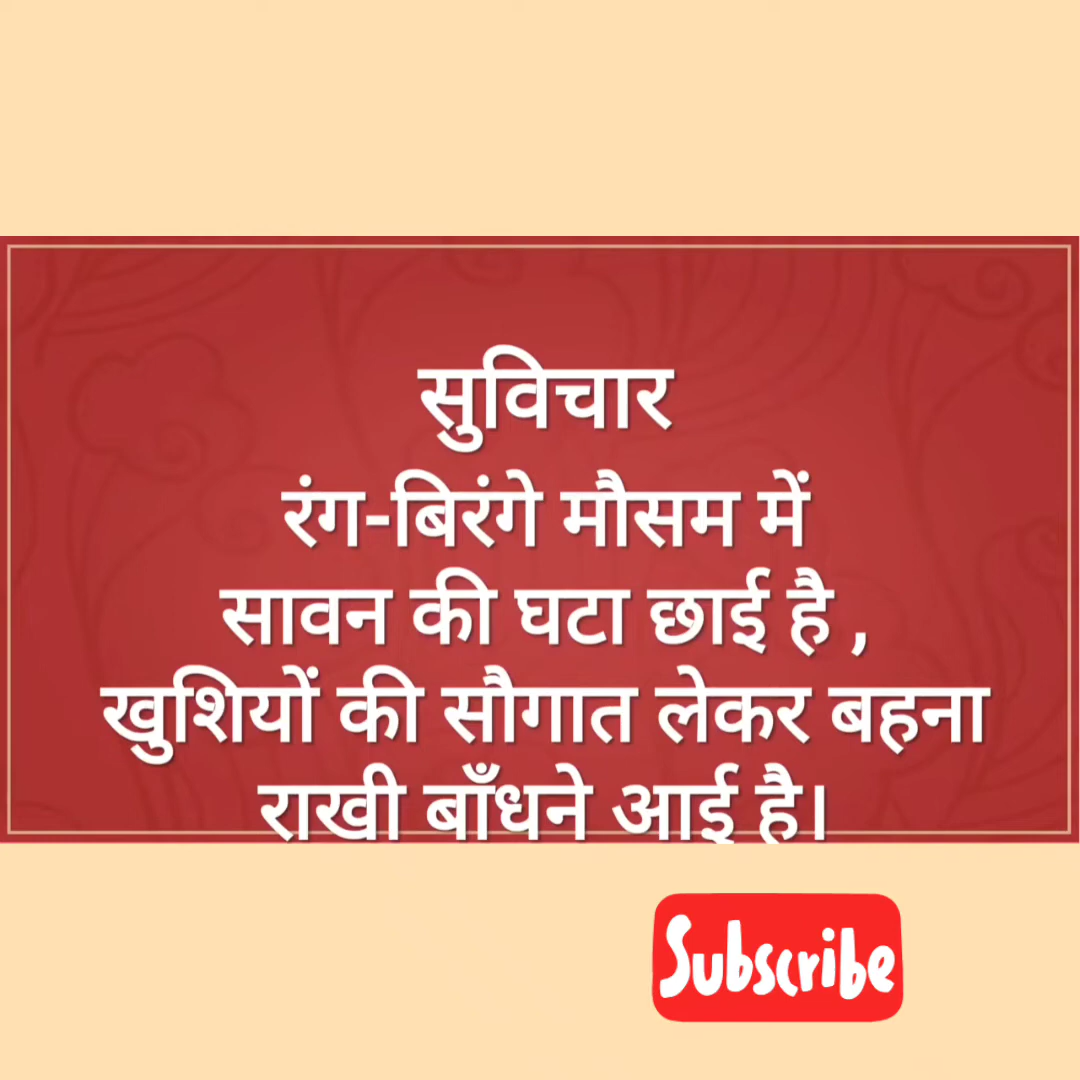 सुविचार
रंग-बिरंगे मौसम में
सावन की घटा छाई है ,
खुशियों की सौगात लेकर बहना
राखी बाँधने आई है।
Subscribe